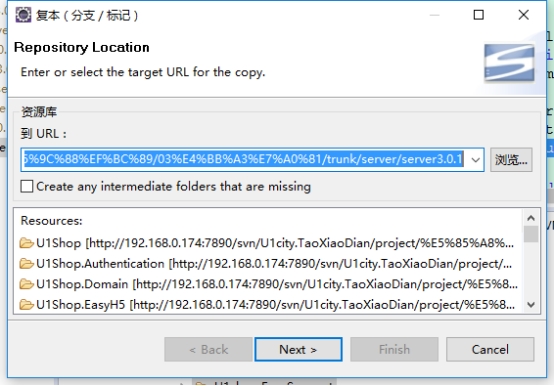 复本（分支 / 标记）
Repository Location
Enter or select the target URL for the copy.
资源库
到 URL：
5%9C%88%EF%BC%89/03%E4%BB%A3%E7%A0%81/trunk/server/server3.0.1
浏览...
Create any intermediate folders that are missing
Resources:
U1Shop [http://192.168.0.174:7890/svn/U1city.TaoXiaoDian/project/%E5%85%A8%...
U1Shop.Authentication [http://192.168.0.174:7890/svn/U1city.TaoXiaoDian/project/...
U1Shop.Domain [http://192.168.0.174:7890/svn/U1city.TaoXiaoDian/project/%E5%8...
U1Shop.EasyH5 [http://192.168.0.174:7890/svn/U1city.TaoXiaoDian/project/%E5%8...
< Back
Next >
Finish
Cancel